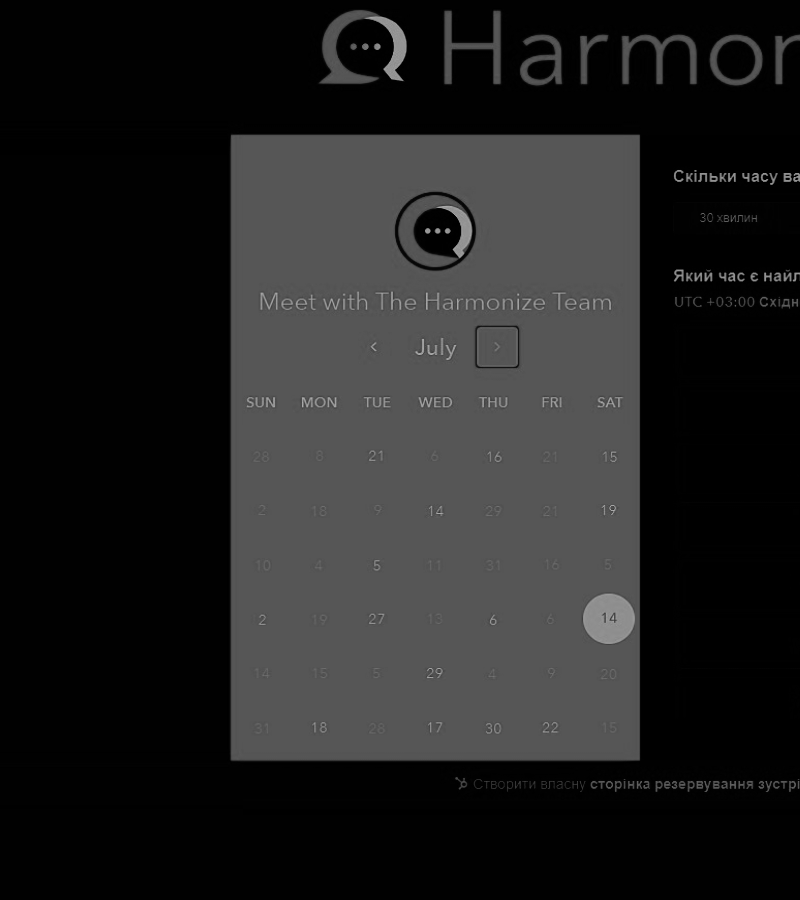 Harmon
Скільки часу ва
30 хвилин
Який час є найл
UTC +03:00 Східн
Meet with The Harmonize Team
July
SUN MON TUE WED THU FRI SAT
28 8 21 6 16 21 15
2 18 9 14 29 21 19
10 4 5 11 31 16 5
2 19 27 13 6 6 14
14 15 5 29 4 9 20
31 18 28 17 30 22 15
Створити власну сторінка резервування зустрі